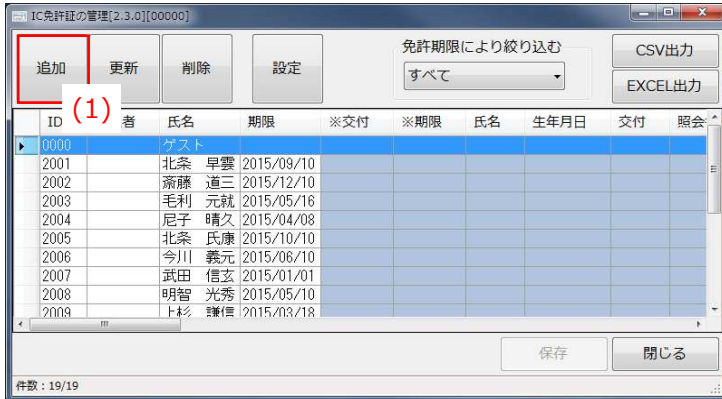 IC免許証の管理[2.3.0][00000]
追加 更新 削除 設定 免許期限により絞り込む CSV出力
すべて EXCEL出力
(1)
ID 者 氏名 期限 ※交付 ※期限 氏名 生年月日 交付 照会
0000 ゲスト
2001 北条 早雲 2015/09/10
2002 斎藤 道三 2015/12/10
2003 毛利 元就 2015/05/16
2004 尼子 晴久 2015/04/08
2005 北条 氏康 2015/10/10
2006 今川 義元 2015/06/10
2007 武田 信玄 2015/01/01
2008 明智 光秀 2015/05/10
2009 上杉 謙信 2015/03/18
保存 閉じる
件数：19/19